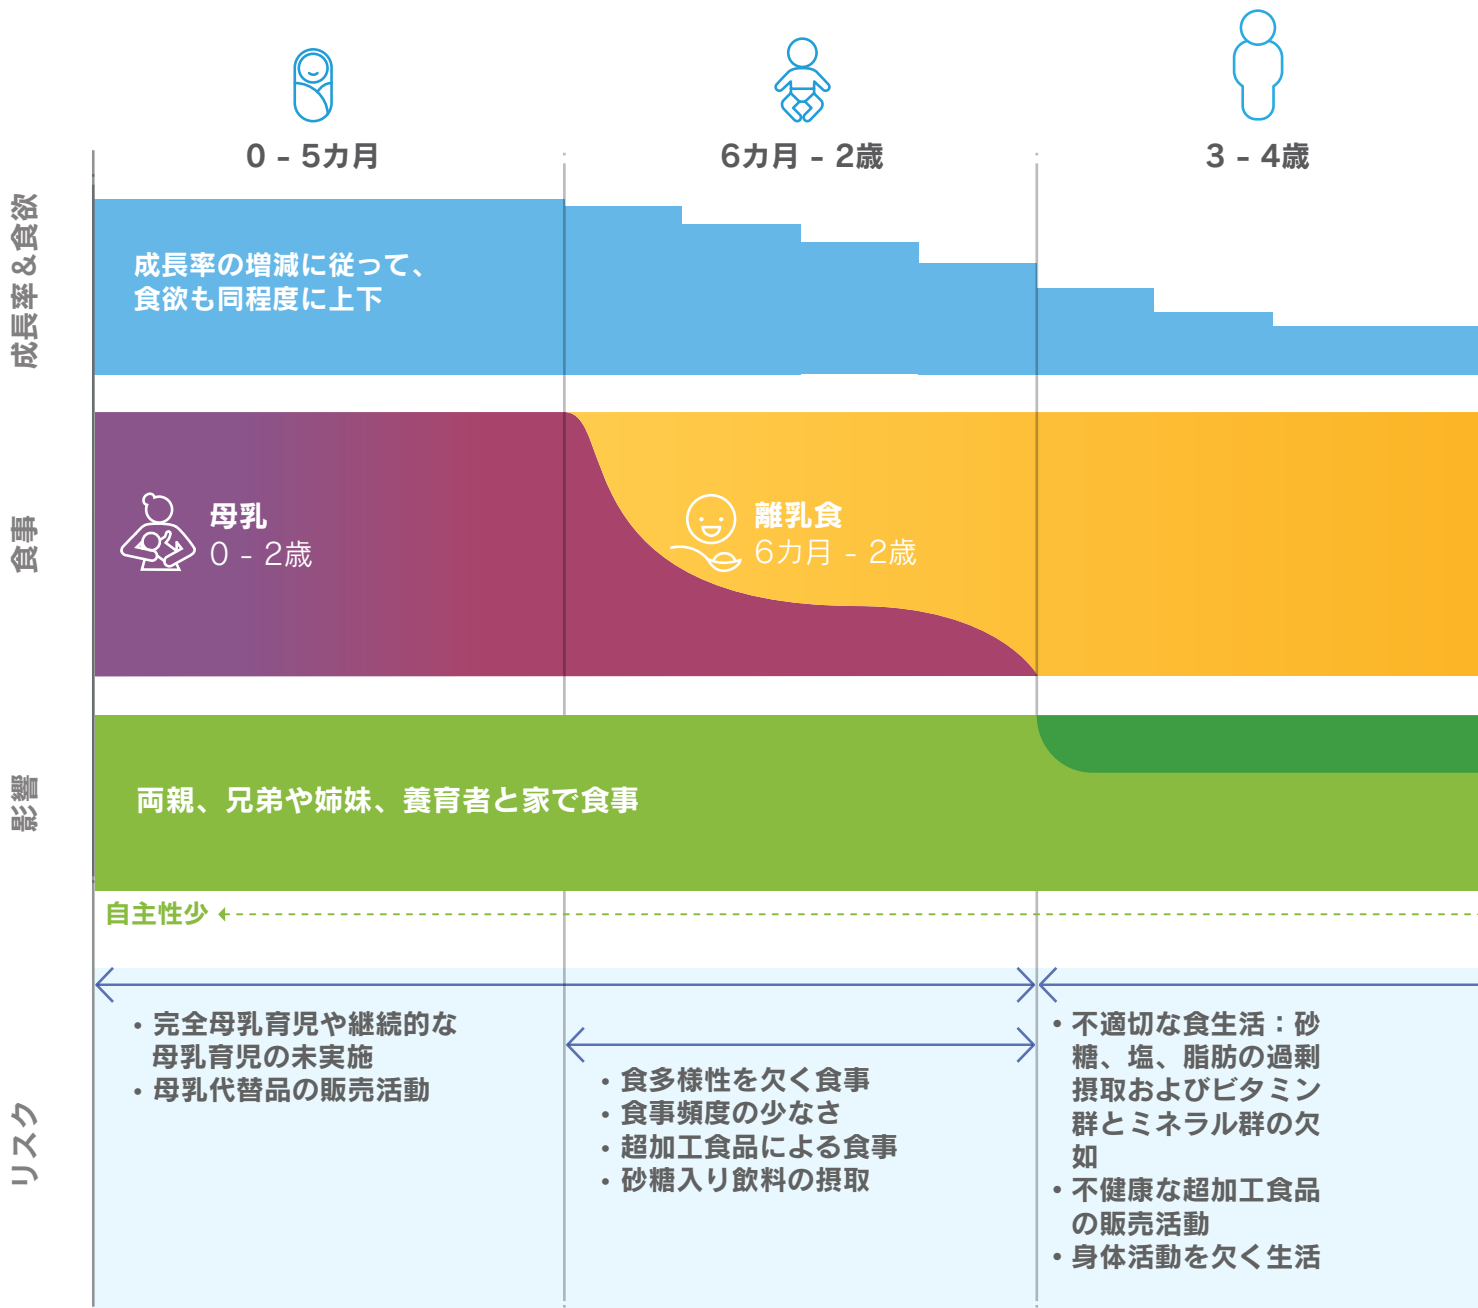 0 - 5カ月
6カ月 - 2歳
3 - 4歳
成長率＆食欲
成長率の増減に従って、
食欲も同程度に上下
食事
母乳
0 - 2歳
離乳食
6カ月 - 2歳
影響
両親、兄弟や姉妹、養育者と家で食事
自主性少
リスク
・完全母乳育児や継続的な
母乳育児の未実施
・母乳代替品の販売活動
・食多様性を欠く食事
・食事頻度の少なさ
・超加工食品による食事
・砂糖入り飲料の摂取
・不適切な食生活：砂
糖、塩、脂肪の過剰
摂取およびビタミン
群とミネラル群の欠
如
・不健康な超加工食品
の販売活動
・身体活動を欠く生活